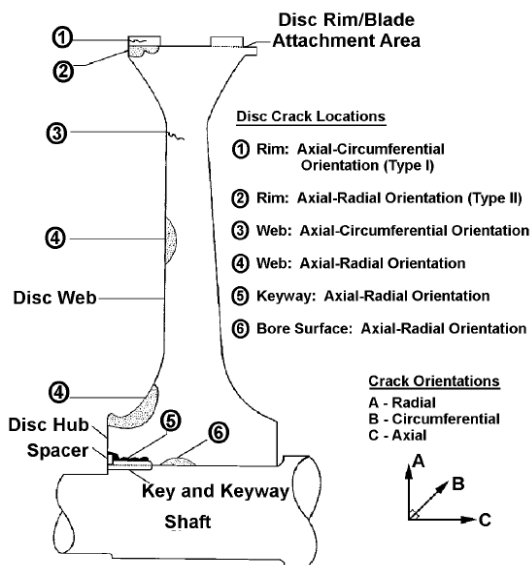 Disc Rim/Blade
Attachment Area
1
2
3
4
Disc Web
4
Disc Hub
Spacer
5
6
Key and Keyway
Shaft
Disc Crack Locations
1 Rim: Axial-Circumferential
Orientation (Type I)
2 Rim: Axial-Radial Orientation (Type II)
3 Web: Axial-Circumferential Orientation
4 Web: Axial-Radial Orientation
5 Keyway: Axial-Radial Orientation
6 Bore Surface: Axial-Radial Orientation
Crack Orientations
A - Radial
B - Circumferential
C - Axial
A
B
C